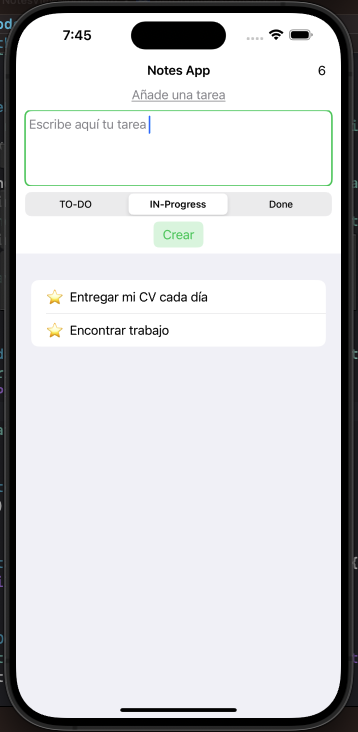 7:45
Notes App 6
Añade una tarea
Escribe aquí tu tarea
TO-DO IN-Progress Done
Crear
Entregar mi CV cada día
Encontrar trabajo